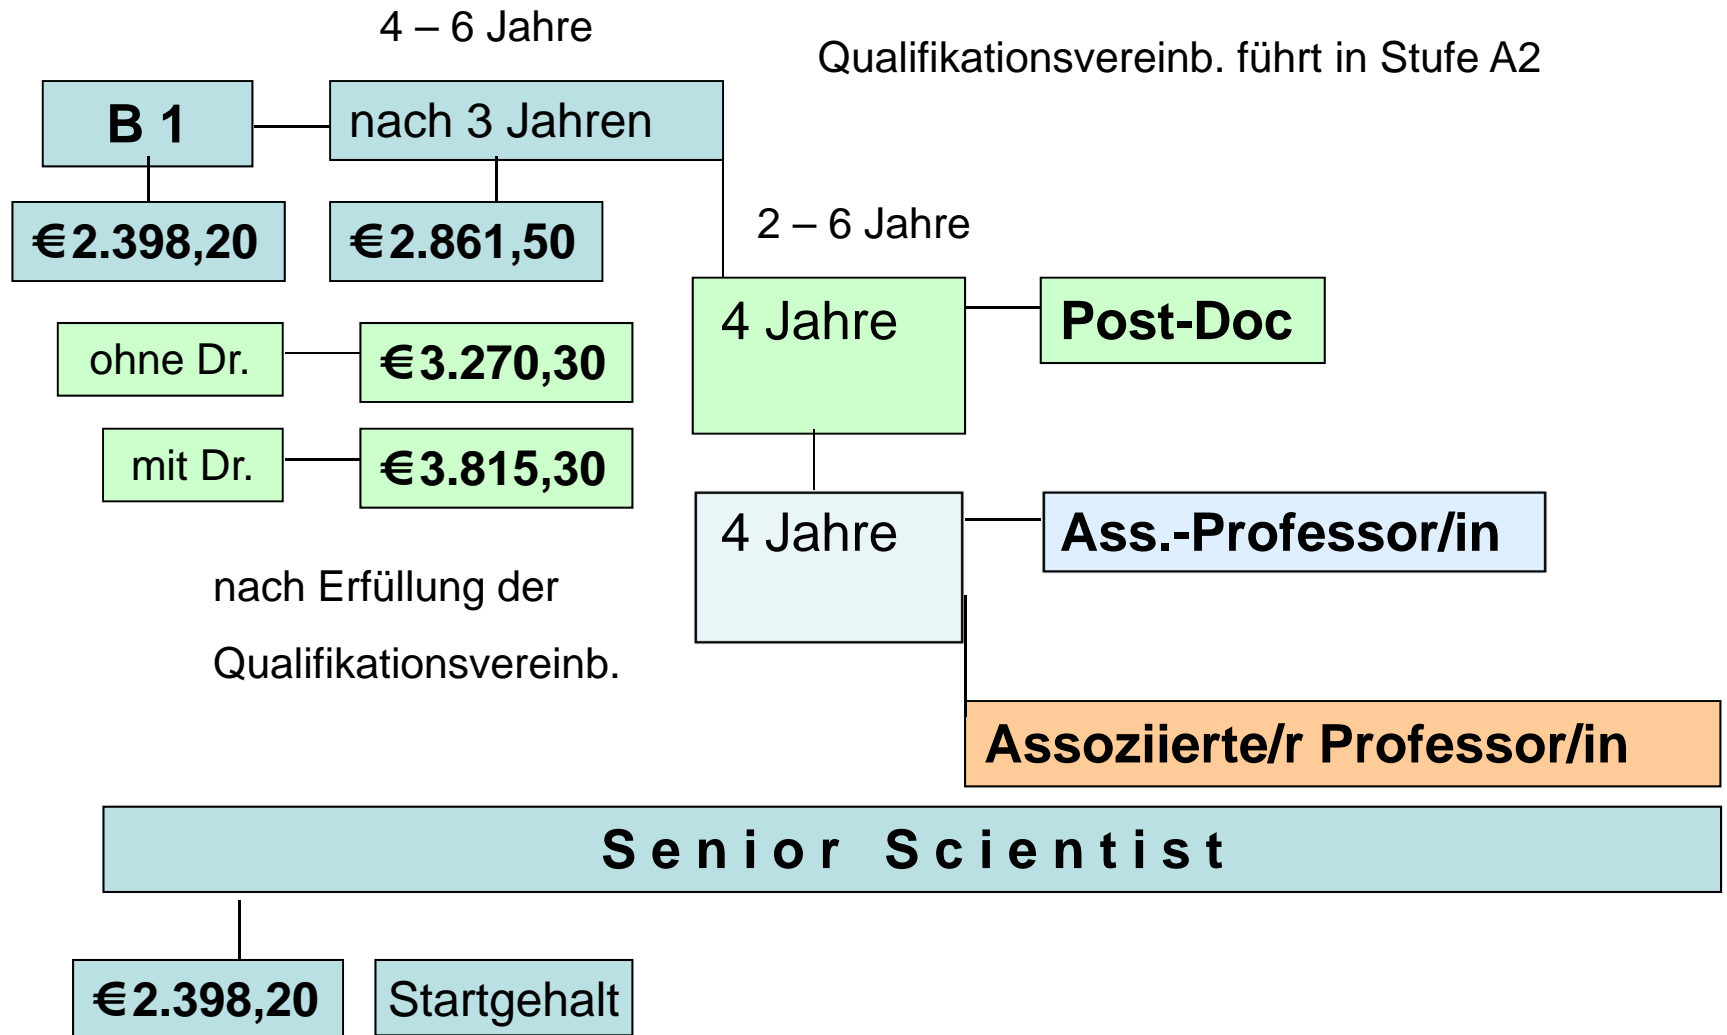 4 – 6 Jahre
Qualifikationsvereinb. führt in Stufe A2
B 1
nach 3 Jahren
€2.398,20
€2.861,50
2 – 6 Jahre
4 Jahre
Post-Doc
ohne Dr.
€3.270,30
mit Dr.
€3.815,30
4 Jahre
Ass.-Professor/in
nach Erfüllung der
Qualifikationsvereinb.
Assoziierte/r Professor/in
Senior Scientist
€2.398,20
Startgehalt